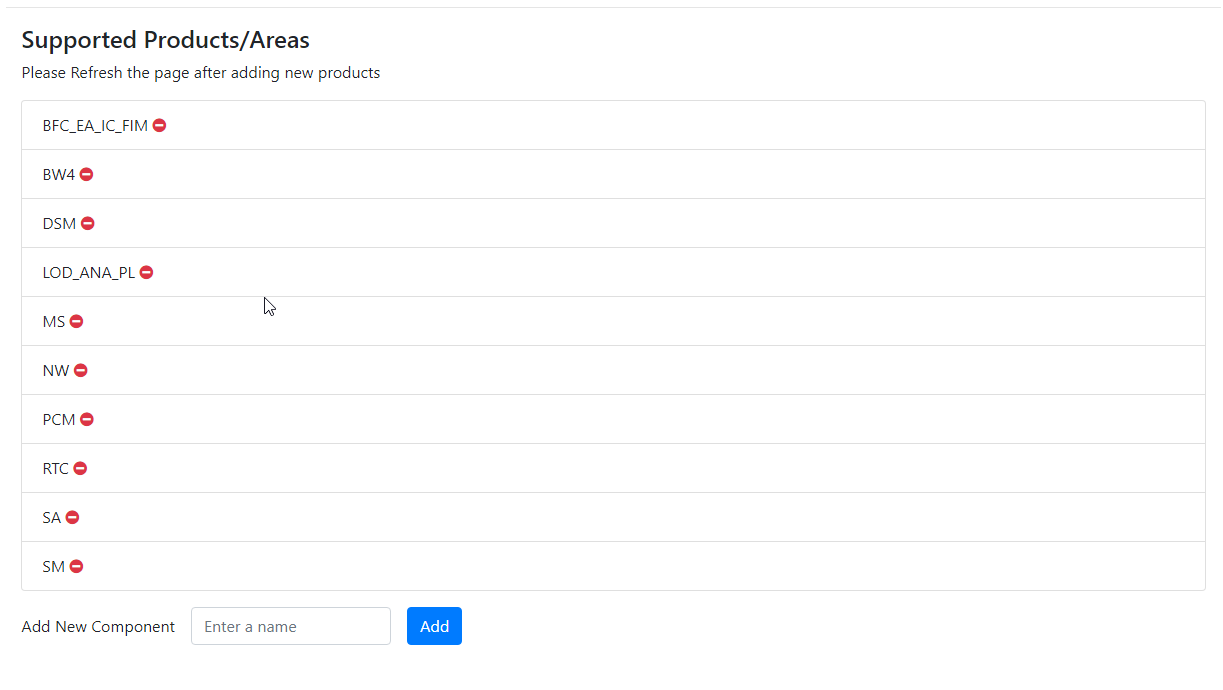 Supported Products/Areas
Please Refresh the page after adding new products
BFC_EA_IC_FIM
BW4
DSM
LOD_ANA_PL
MS
NW
PCM
RTC
SA
SM
Add New Component Enter a name Add